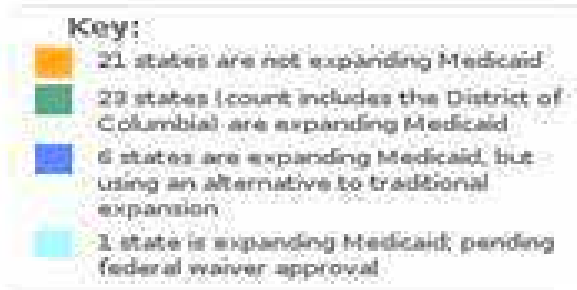 Key:
21 states are not expanding Medicaid
23 states (count includes the District of
Columbia) are expanding Medicaid
6 states are expanding Medicaid, but
using an alternative to traditional
expansion
1 state is expanding Medicaid; pending
federal waiver approval